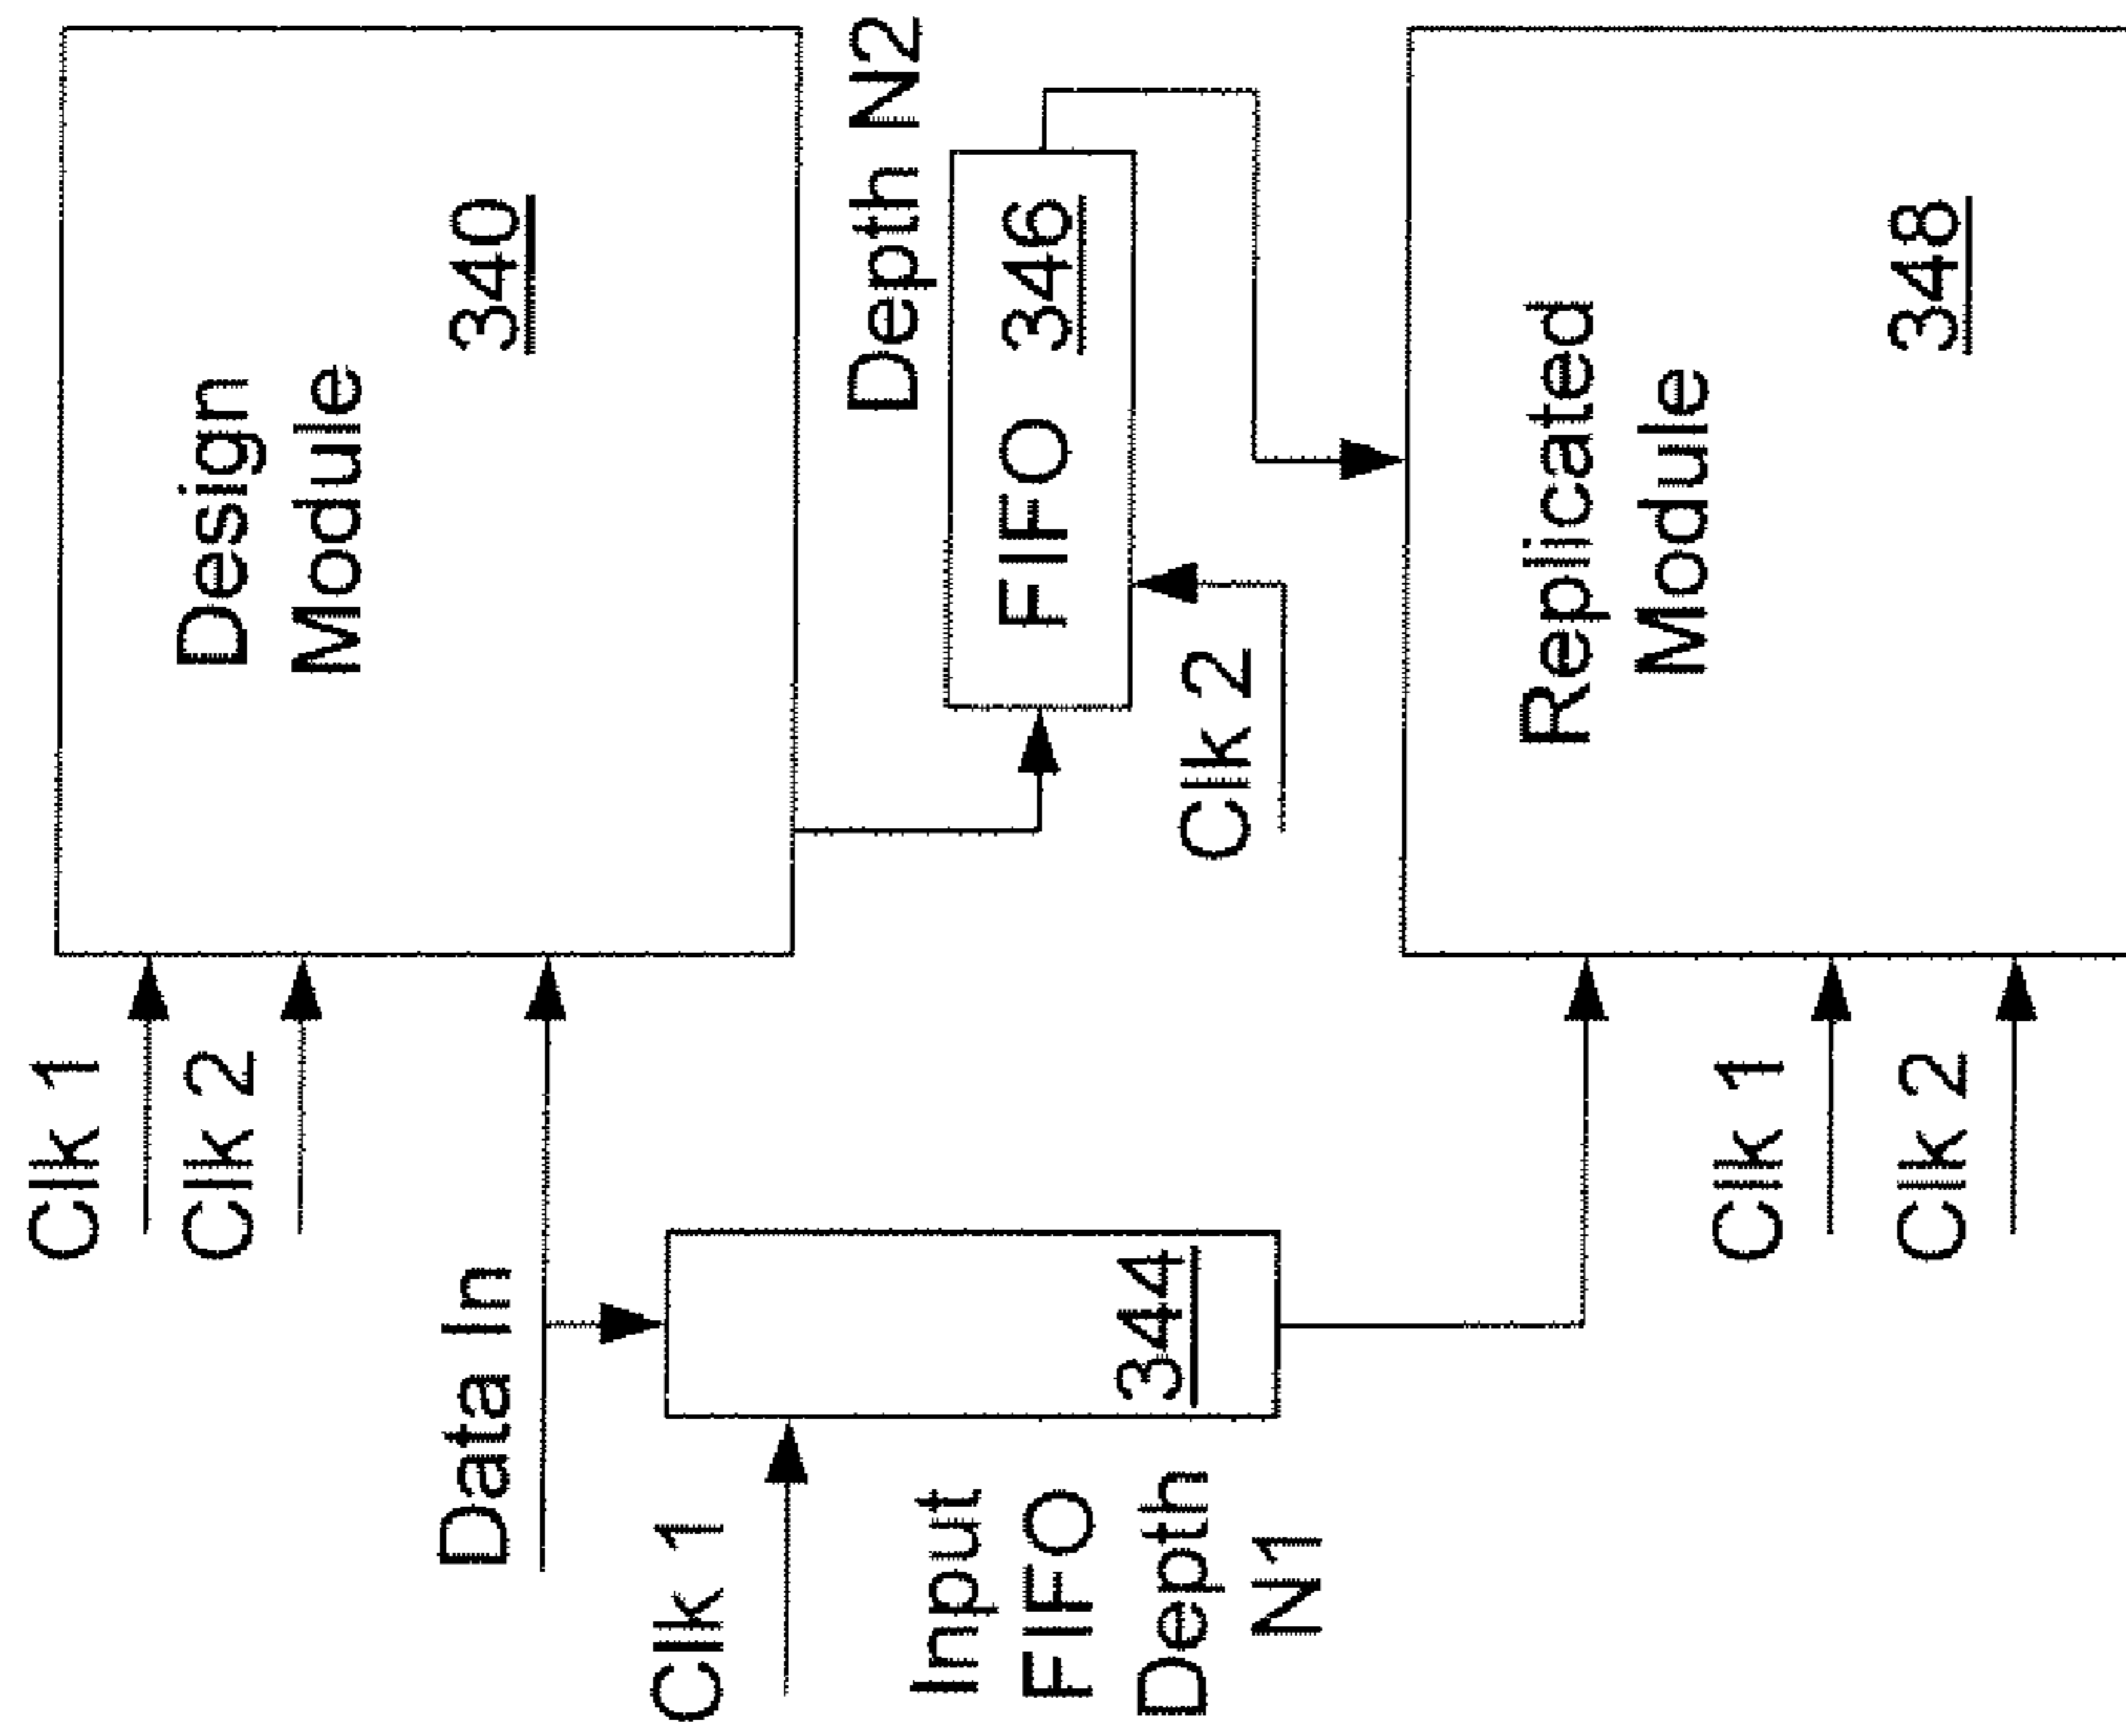 Clk 1
Clk 2
Data In
Design
Module
340
Clk 1
Input
FIFO
Depth
N1
344
Depth N2
FIFO 346
Clk 2
Replicated
Module
348
Clk 1
Clk 2